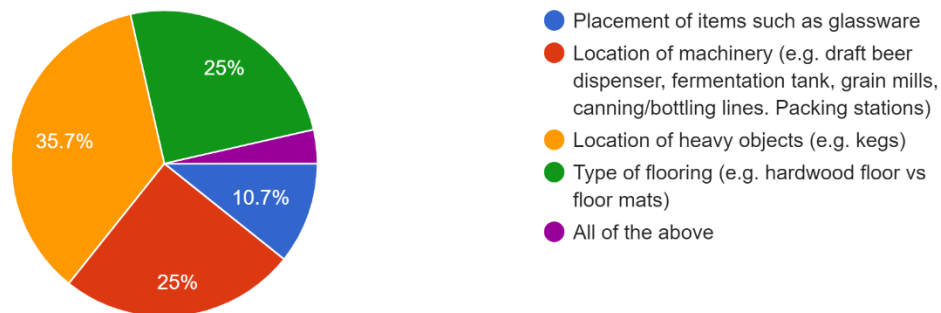 25%
35.7%
10.7%
25%
Placement of items such as glassware
Location of machinery (e.g. draft beer
dispenser, fermentation tank, grain mills,
canning/bottling lines. Packing stations)
Location of heavy objects (e.g. kegs)
Type of flooring (e.g. hardwood floor vs
floor mats)
All of the above